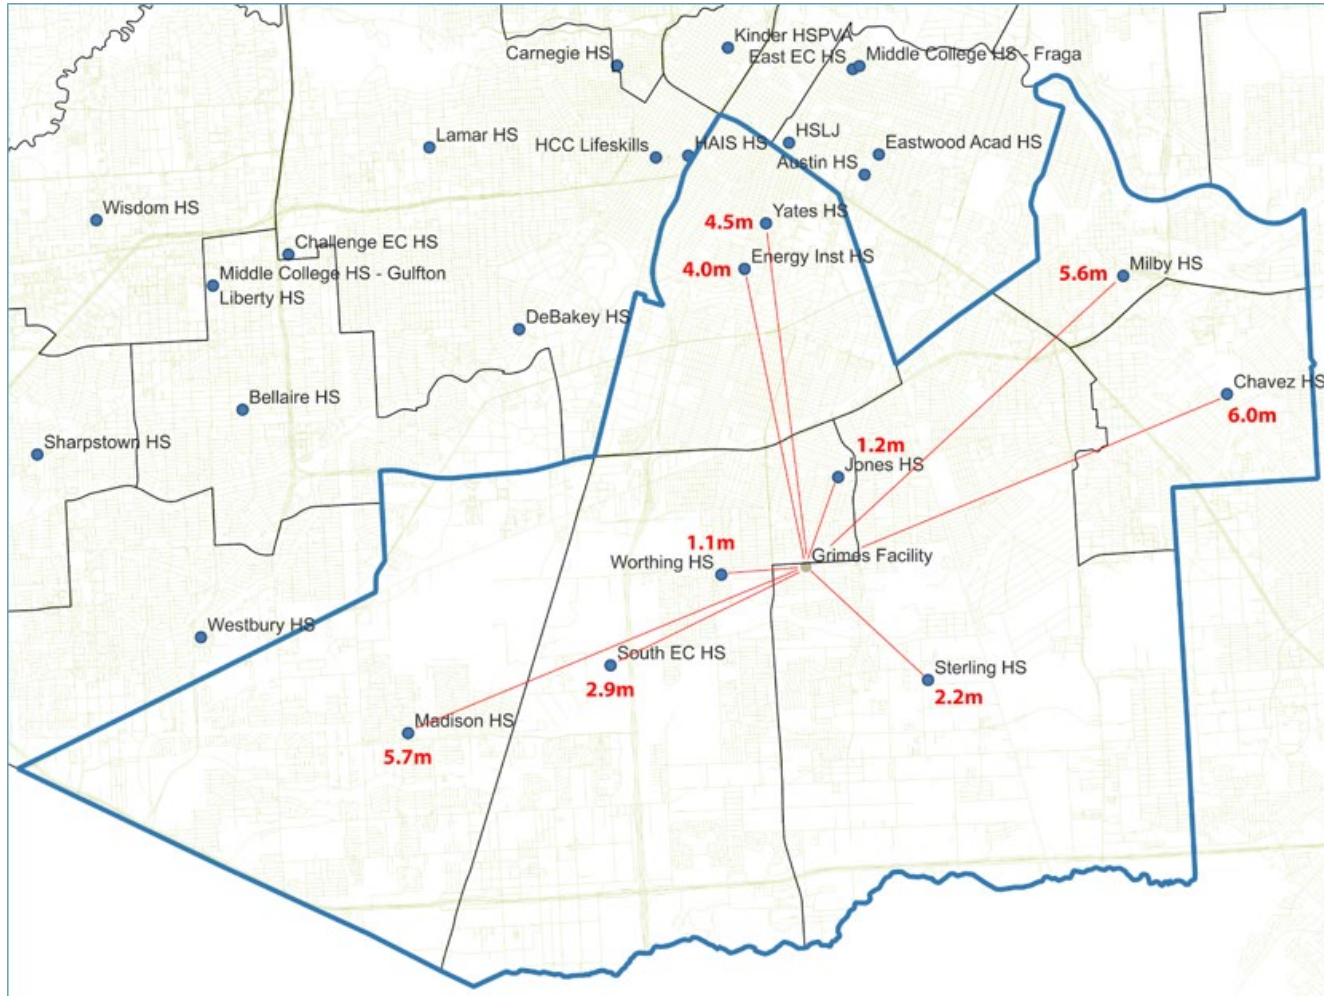 Kinder HSPVA
Carnegie HS
East EC HS
Middle College HS - Fraga
Lamar HS
HCC Lifeskills
HAIS HS
HSLJ
Eastwood Acad HS
Austin HS
Wisdom HS
Yates HS
4.5m
Challenge EC HS
Energy Inst HS
4.0m
Milby HS
5.6m
Middle College HS - Gulfton
Liberty HS
DeBakey HS
Chavez HS
6.0m
Bellaire HS
Sharpstown HS
1.2m
Jones HS
1.1m
Worthing HS
Grimes Facility
Westbury HS
South EC HS
2.9m
Sterling HS
2.2m
Madison HS
5.7m